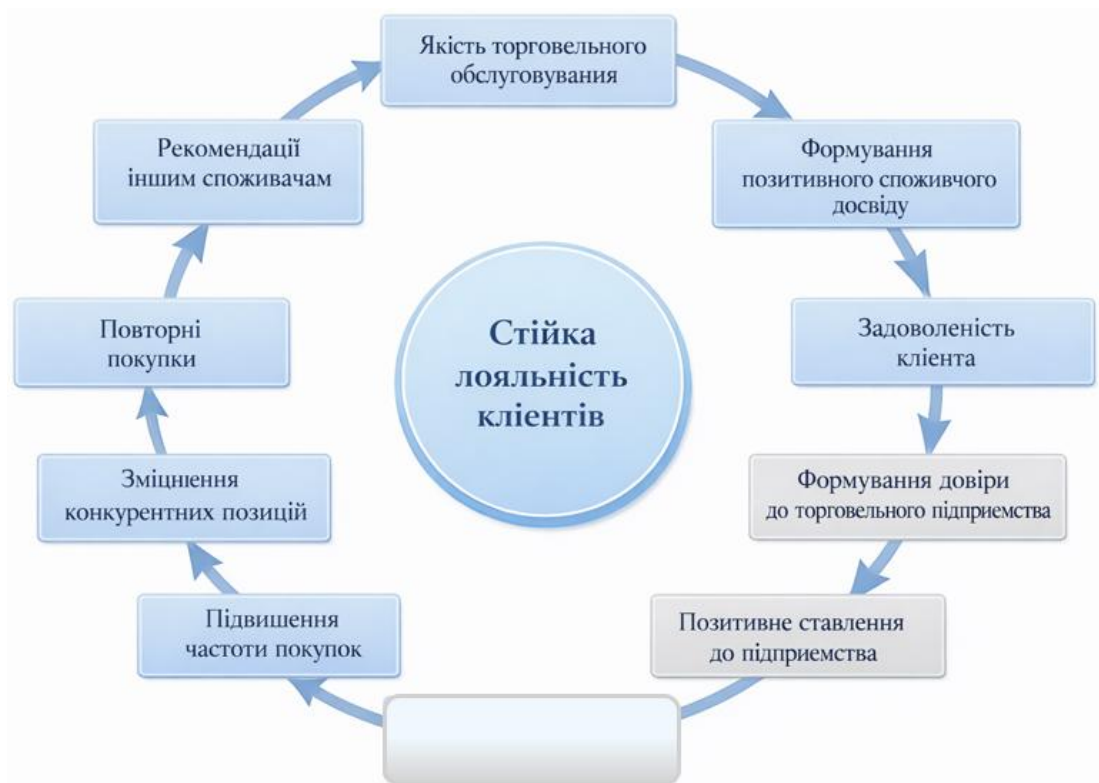 Якість торговельного
обслуговування
Формування
позитивного споживчого
досвіду
Задоволеність
клієнта
Формування довіри
до торговельного підприємства
Позитивне ставлення
до підприємства
Підвишення
частоти покупок
Зміцнення
конкурентних позицій
Повторні
покупки
Рекомендації
іншим споживачам
Стійка
лояльність
клієнтів